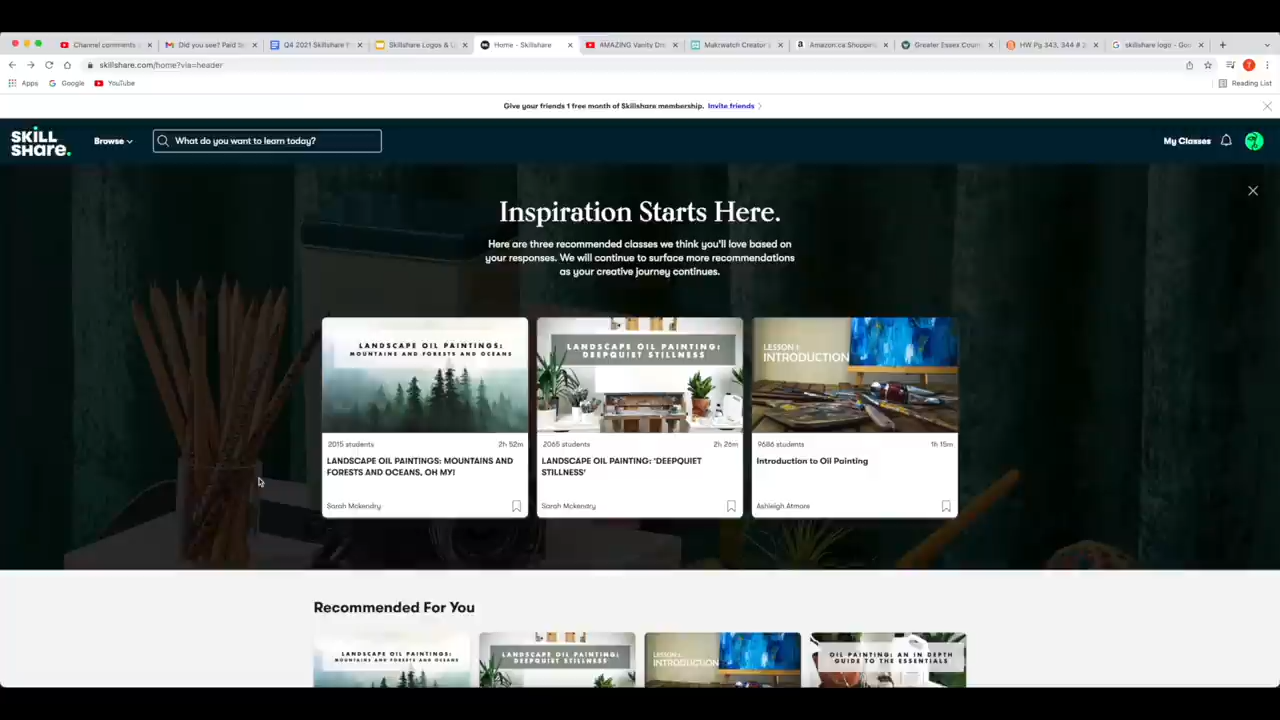 Channel comments
Did you see? Paid S
Q4 2021 Skillshare
Skillshare Logos &
Home - Skillshare
AMAZING Vanity
Makrwatch Creator
Amazon.ca Shopping
Greater Essex Coun
HW Pg 343, 344 # 2
skillshare logo - Goo
skillshare.com/home?via=header
Apps
Google
YouTube
Reading List
Give your friends 1 free month of Skillshare membership. Invite friends
SKILL
SHare.
Browse
What do you want to learn today?
My Classes
Inspiration Starts Here.
Here are three recommended classes we think you'll love based on
your responses. We will continue to surface more recommendations
as your creative journey continues.
LANDSCAPE OIL PAINTINGS:
MOUNTAINS AND FORESTS AND OCEANS
2015 students
2h 52m
LANDSCAPE OIL PAINTINGS: MOUNTAINS AND
FORESTS AND OCEANS, OH MY!
Sarah Mckendry
LANDSCAPE OIL PAINTING:
DEEPQUIET STILLNESS
2065 students
2h 26m
LANDSCAPE OIL PAINTING: 'DEEPQUIET
STILLNESS'
Sarah Mckendry
LESSON 1:
INTRODUCTION
9686 students
1h 15m
Introduction to Oil Painting
Ashleigh Atmore
Recommended For You
LANDSCAPE OIL PAINTINGS:
MOUNTAINS AND FORESTS AND OCEANS
LANDSCAPE OIL PAINTING:
DEEPQUIET STILLNESS
LESSON 1:
INTRODUCTION
OIL PAINTING: AN IN DEPTH
GUIDE TO THE ESSENTIALS